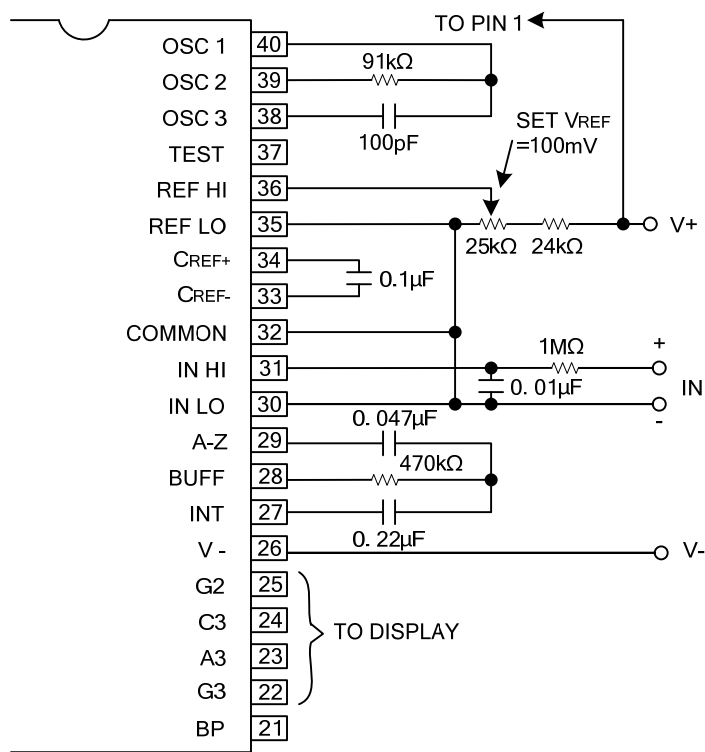 TO PIN 1
OSC 1 40
91kΩ
OSC 2 39
OSC 3 38
100pF
SET VREF
=100mV
TEST 37
REF HI 36
REF LO 35
25kΩ 24kΩ
V+
CREF+ 34
0.1µF
CREF- 33
COMMON 32
1MΩ
+
IN HI 31
0. 01µF
IN
IN LO 30
-
0. 047µF
A-Z 29
470kΩ
BUFF 28
INT 27
0. 22µF
V - 26
V-
G2 25
C3 24
TO DISPLAY
A3 23
G3 22
BP 21